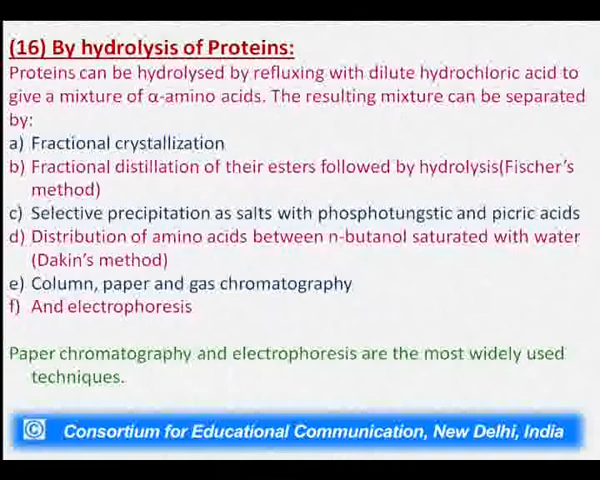 (16) By hydrolysis of Proteins:
Proteins can be hydrolysed by refluxing with dilute hydrochloric acid to
give a mixture of α-amino acids. The resulting mixture can be separated
by:
a) Fractional crystallization
b) Fractional distillation of their esters followed by hydrolysis(Fischer's
method)
c) Selective precipitation as salts with phosphotungstic and picric acids
d) Distribution of amino acids between n-butanol saturated with water
(Dakin's method)
e) Column, paper and gas chromatography
f) And electrophoresis
Paper chromatography and electrophoresis are the most widely used
techniques.
© Consortium for Educational Communication, New Delhi, India